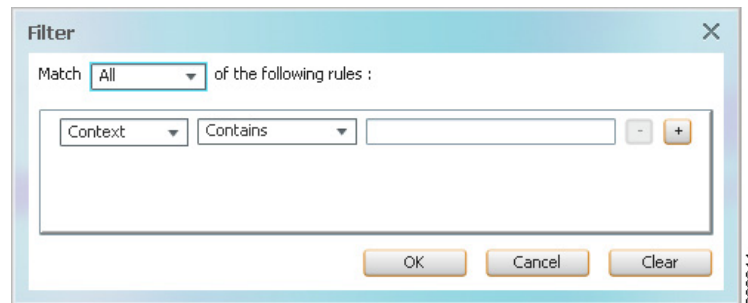 Filter
Match All of the following rules :
Context Contains - +
OK Cancel Clear